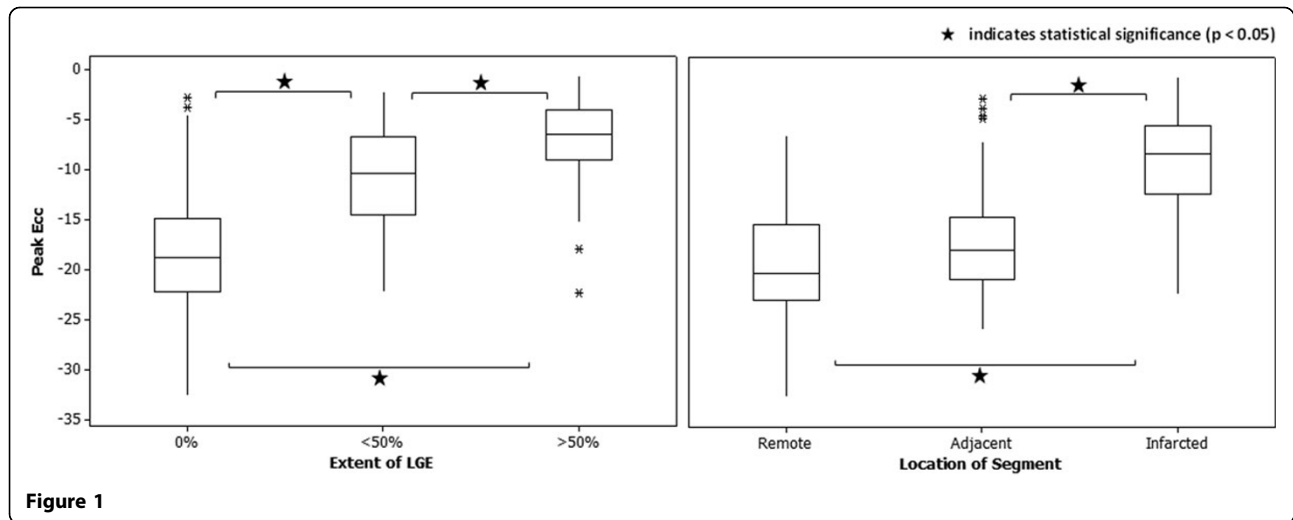 ★ indicates statistical significance (p < 0.05)
0
-5
-10
-15
-20
-25
-30
-35
Peak Ecc
0% <50% >50%
Extent of LGE
Remote Adjacent Infarcted
Location of Segment
Figure 1